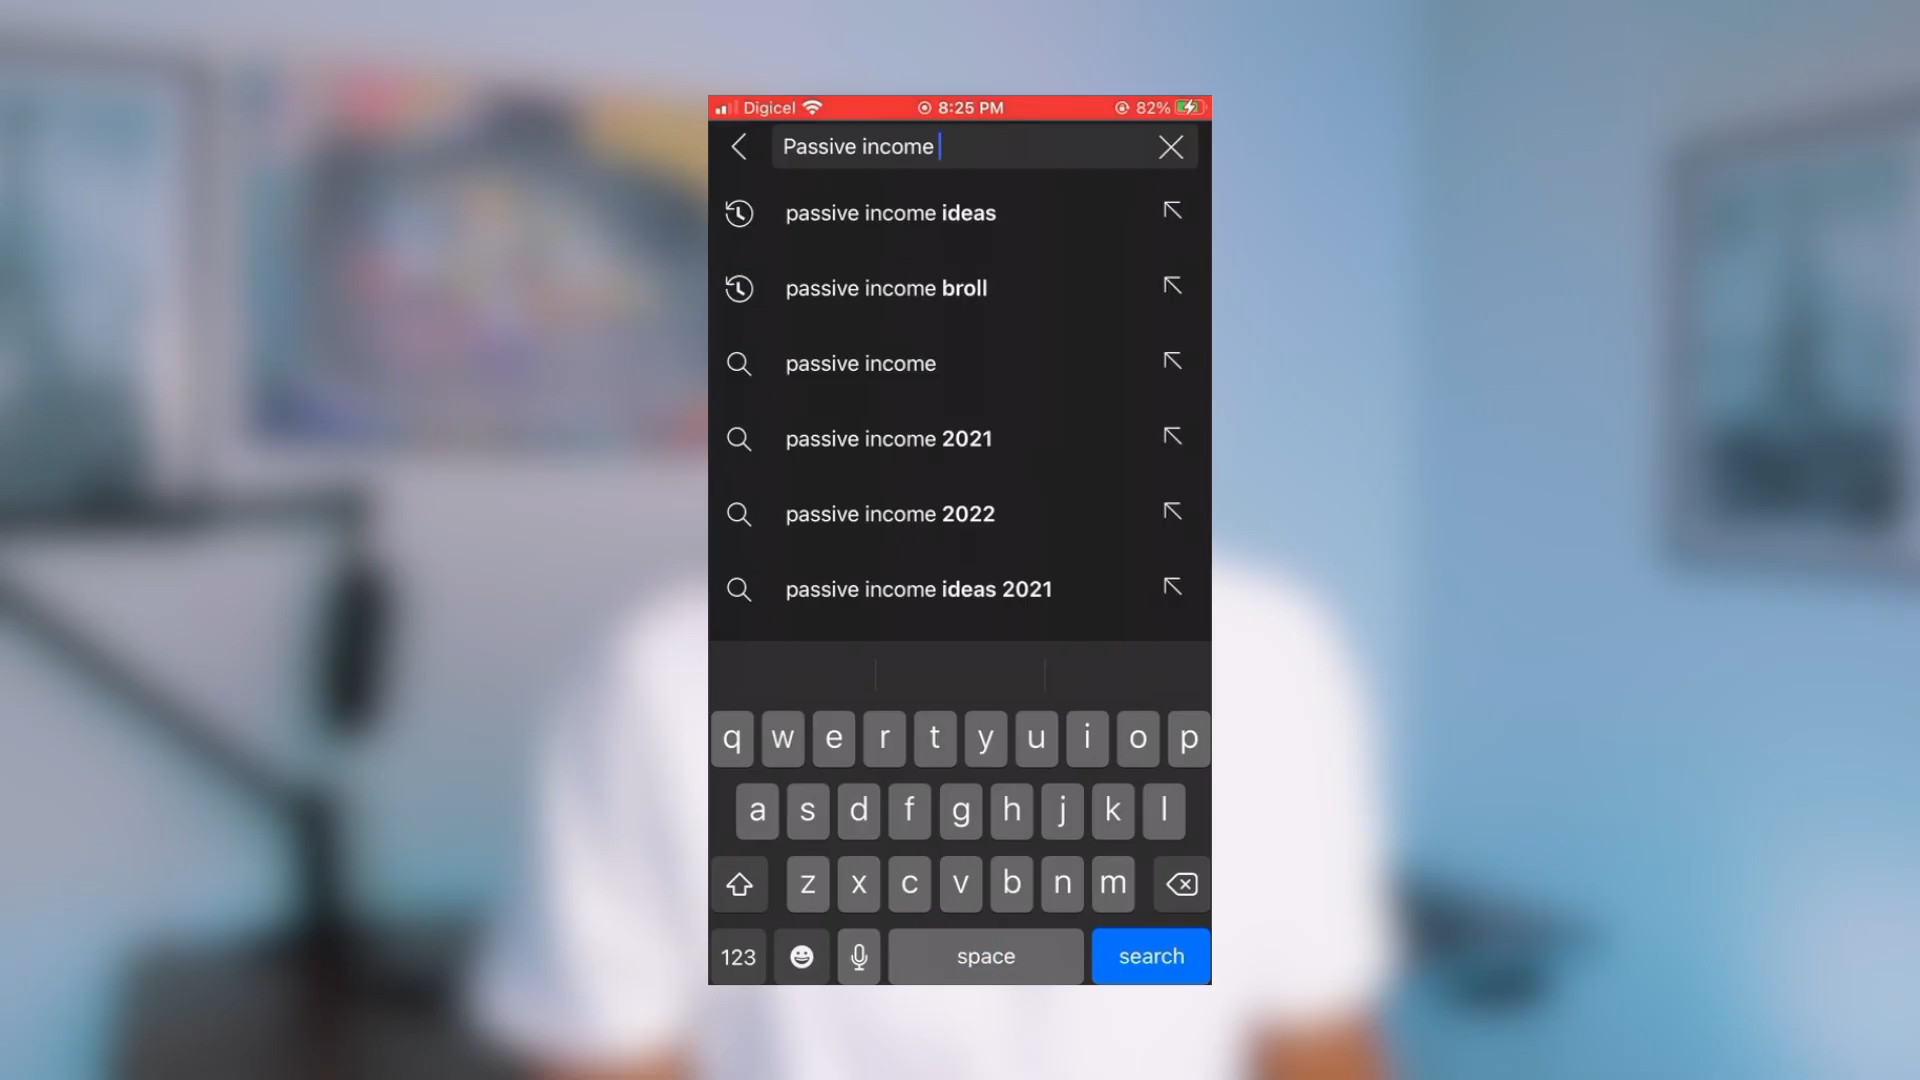 Digicel 8:25 PM 82%
Passive income
passive income ideas
passive income broll
passive income
passive income 2021
passive income 2022
passive income ideas 2021
q w e r t y u i o p
a s d f g h j k l
z x c v b n m
123 space search